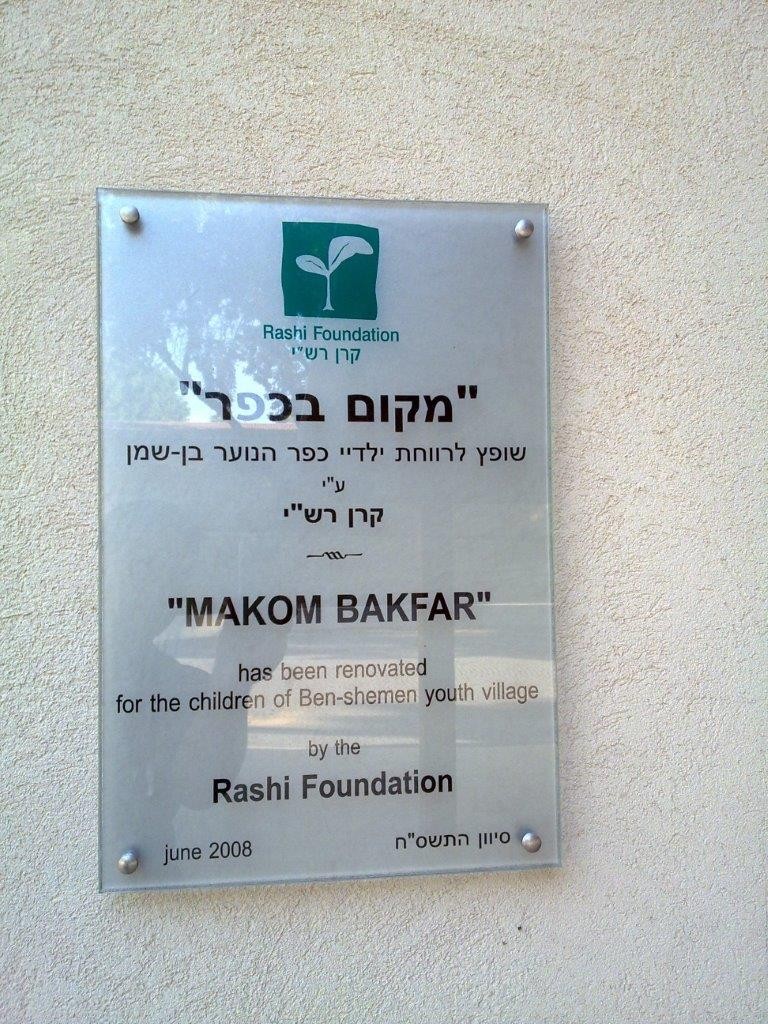 Rashi Foundation
קרן רש"י
"מקום בכפר"
שופץ לרווחת ילדיי כפר הנוער בן-שמן
ע"י
קרן רש"י
"MAKOM BAKFAR"
has been renovated
for the children of Ben-shemen youth village
by the
Rashi Foundation
june 2008
סיוון התשס"ח